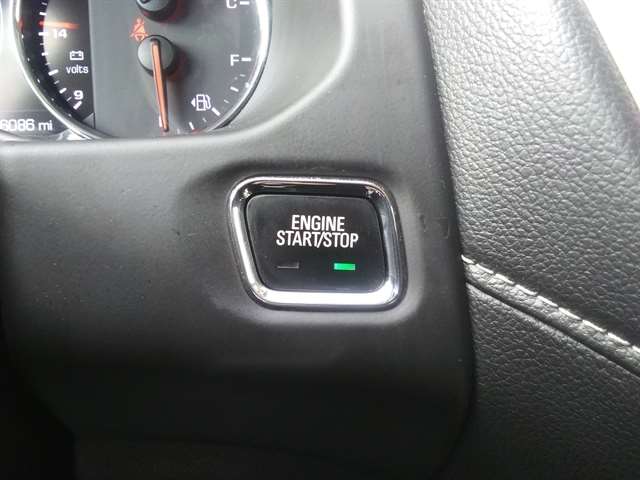 C
14
F
volts
9
6086 mi
ENGINE
START/STOP